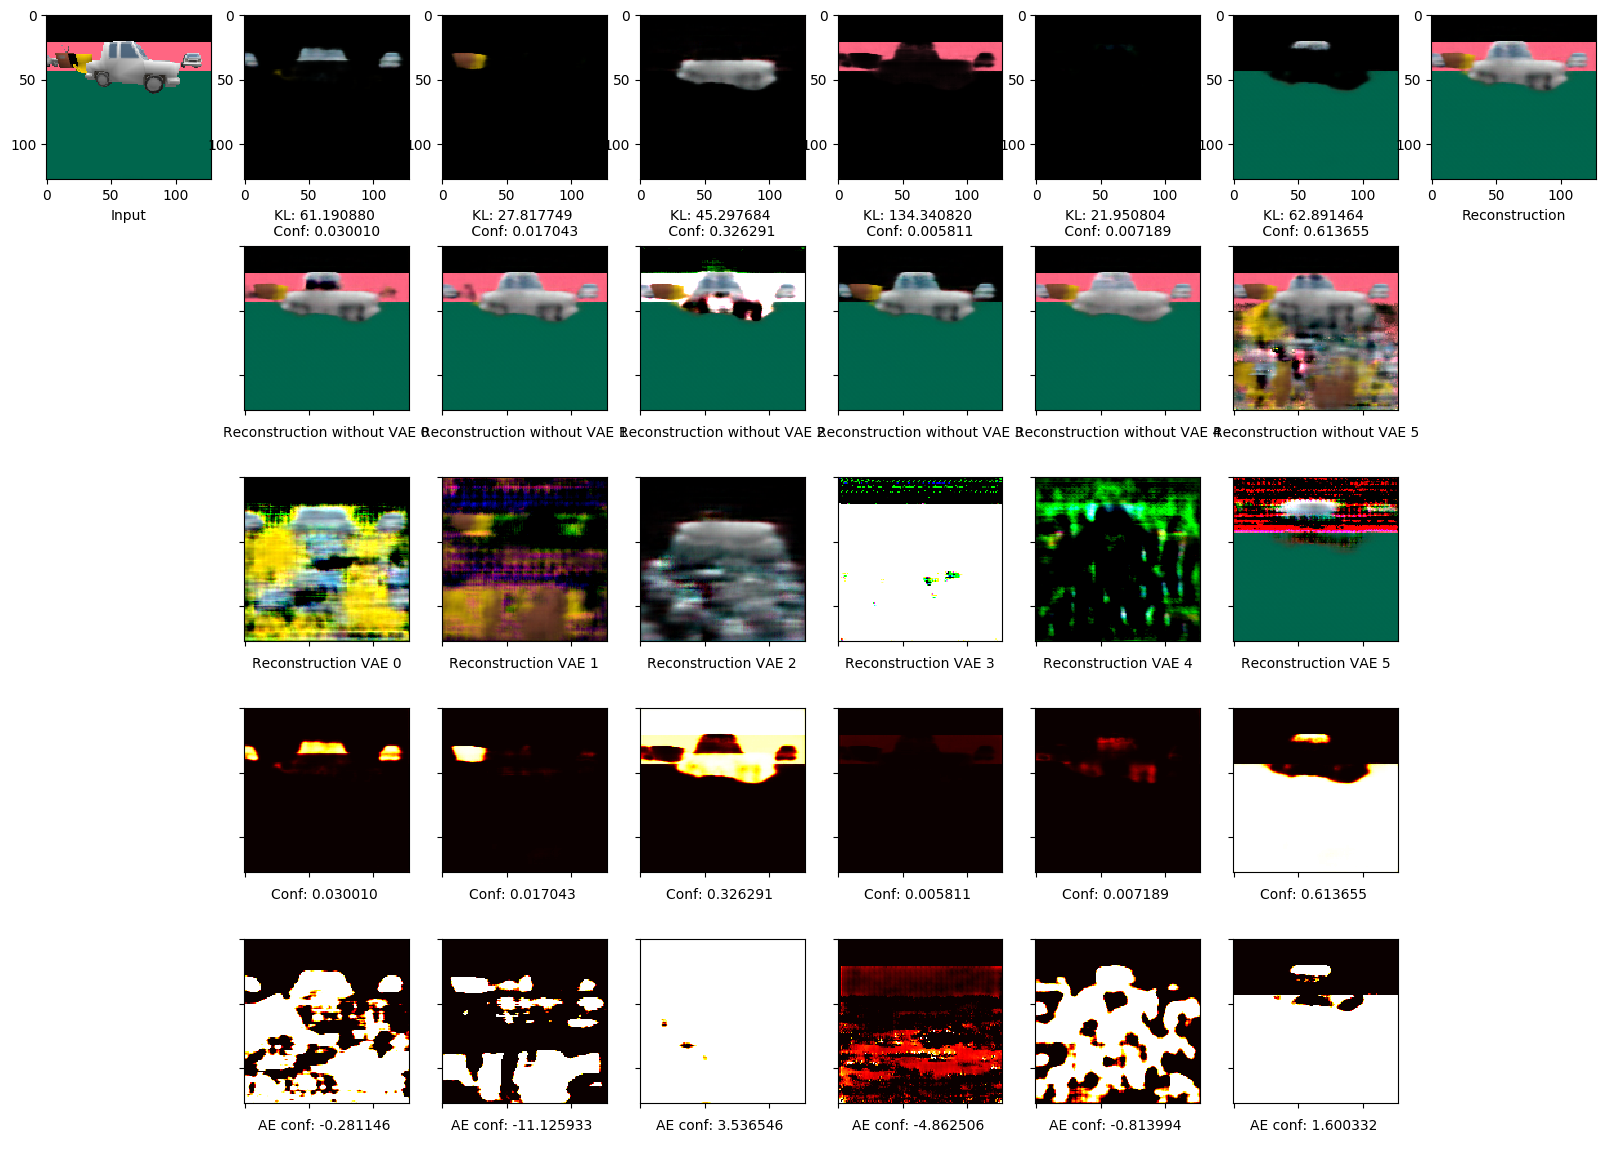 0
50
100
0
50
100
Input
0
50
100
0
50
100
KL: 61.190880
Conf: 0.030010
0
50
100
0
50
100
KL: 27.817749
Conf: 0.017043
0
50
100
0
50
100
KL: 45.297684
Conf: 0.326291
0
50
100
0
50
100
KL: 134.340820
Conf: 0.005811
0
50
100
0
50
100
KL: 21.950804
Conf: 0.007189
0
50
100
0
50
100
KL: 62.891464
Conf: 0.613655
0
50
100
0
50
100
Reconstruction
Reconstruction without VAE 0
Reconstruction without VAE 1
Reconstruction without VAE 2
Reconstruction without VAE 3
Reconstruction without VAE 4
Reconstruction without VAE 5
Reconstruction VAE 0
Reconstruction VAE 1
Reconstruction VAE 2
Reconstruction VAE 3
Reconstruction VAE 4
Reconstruction VAE 5
Conf: 0.030010
Conf: 0.017043
Conf: 0.326291
Conf: 0.005811
Conf: 0.007189
Conf: 0.613655
AE conf: -0.281146
AE conf: -11.125933
AE conf: 3.536546
AE conf: -4.862506
AE conf: -0.813994
AE conf: 1.600332